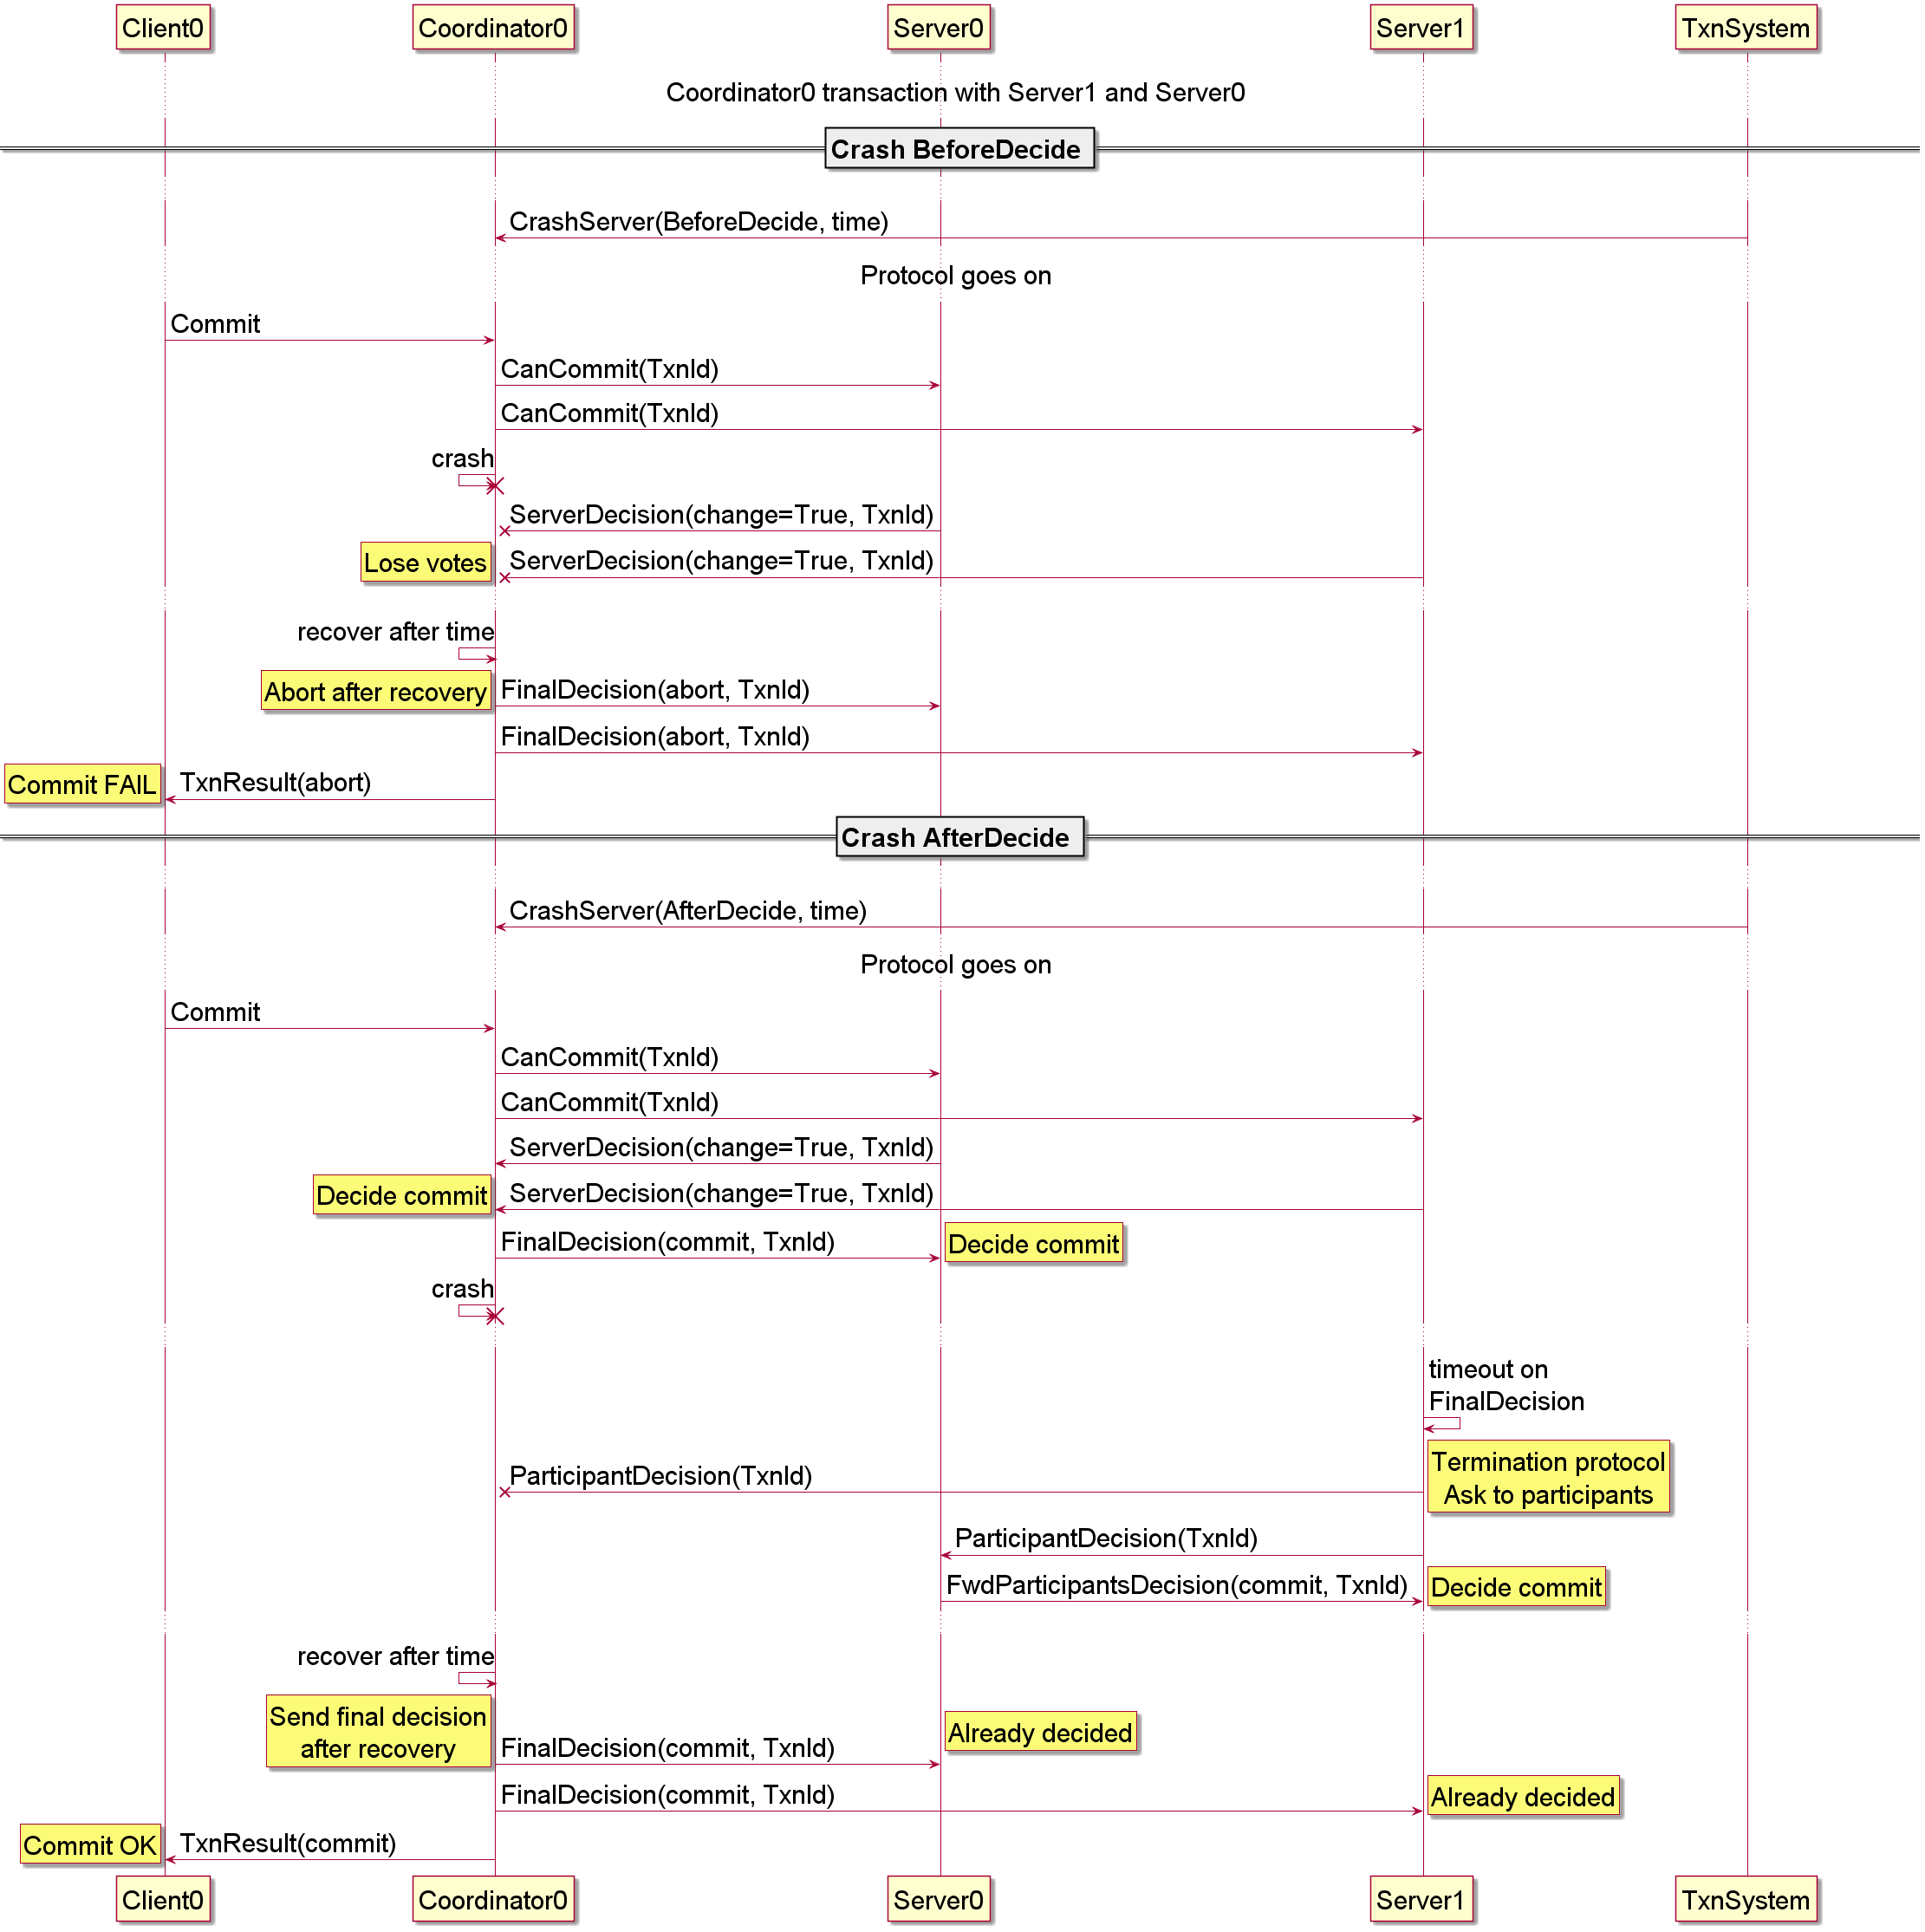 Client0
Coordinator0
Server0
Server1
TxnSystem
Coordinator0 transaction with Server1 and Server0
Crash BeforeDecide
CrashServer(BeforeDecide, time)
Protocol goes on
Commit
CanCommit(TxnId)
CanCommit(TxnId)
crash
ServerDecision(change=True, TxnId)
Lose votes
ServerDecision(change=True, TxnId)
recover after time
Abort after recovery
FinalDecision(abort, TxnId)
FinalDecision(abort, TxnId)
Commit FAIL
TxnResult(abort)
Crash AfterDecide
CrashServer(AfterDecide, time)
Protocol goes on
Commit
CanCommit(TxnId)
CanCommit(TxnId)
ServerDecision(change=True, TxnId)
Decide commit
ServerDecision(change=True, TxnId)
FinalDecision(commit, TxnId)
Decide commit
crash
timeout on
FinalDecision
ParticipantDecision(TxnId)
Termination protocol
Ask to participants
ParticipantDecision(TxnId)
FwdParticipantsDecision(commit, TxnId)
Decide commit
recover after time
Send final decision
after recovery
FinalDecision(commit, TxnId)
Already decided
FinalDecision(commit, TxnId)
Already decided
Commit OK
TxnResult(commit)
Client0
Coordinator0
Server0
Server1
TxnSystem